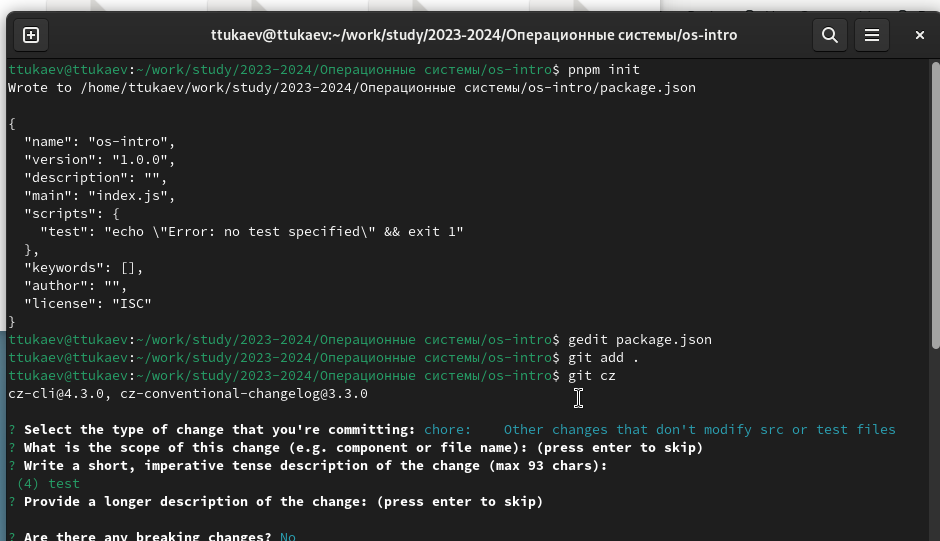 ttukaev@ttukaev:~/work/study/2023-2024/Операционные системы/os-intro
ttukaev@ttukaev:~/work/study/2023-2024/Операционные системы/os-intro$ pnpm init
Wrote to /home/ttukaev/work/study/2023-2024/Операционные системы/os-intro/package.json
{
  "name": "os-intro",
  "version": "1.0.0",
  "description": "",
  "main": "index.js",
  "scripts": {
    "test": "echo \"Error: no test specified\" && exit 1"
  },
  "keywords": [],
  "author": "",
  "license": "ISC"
}
ttukaev@ttukaev:~/work/study/2023-2024/Операционные системы/os-intro$ gedit package.json
ttukaev@ttukaev:~/work/study/2023-2024/Операционные системы/os-intro$ git add .
ttukaev@ttukaev:~/work/study/2023-2024/Операционные системы/os-intro$ git cz
cz-cli@4.3.0, cz-conventional-changelog@3.3.0
? Select the type of change that you're committing: chore:    Other changes that don't modify src or test files
? What is the scope of this change (e.g. component or file name): (press enter to skip)
? Write a short, imperative tense description of the change (max 93 chars):
 (4) test
? Provide a longer description of the change: (press enter to skip)
? Are there any breaking changes? No